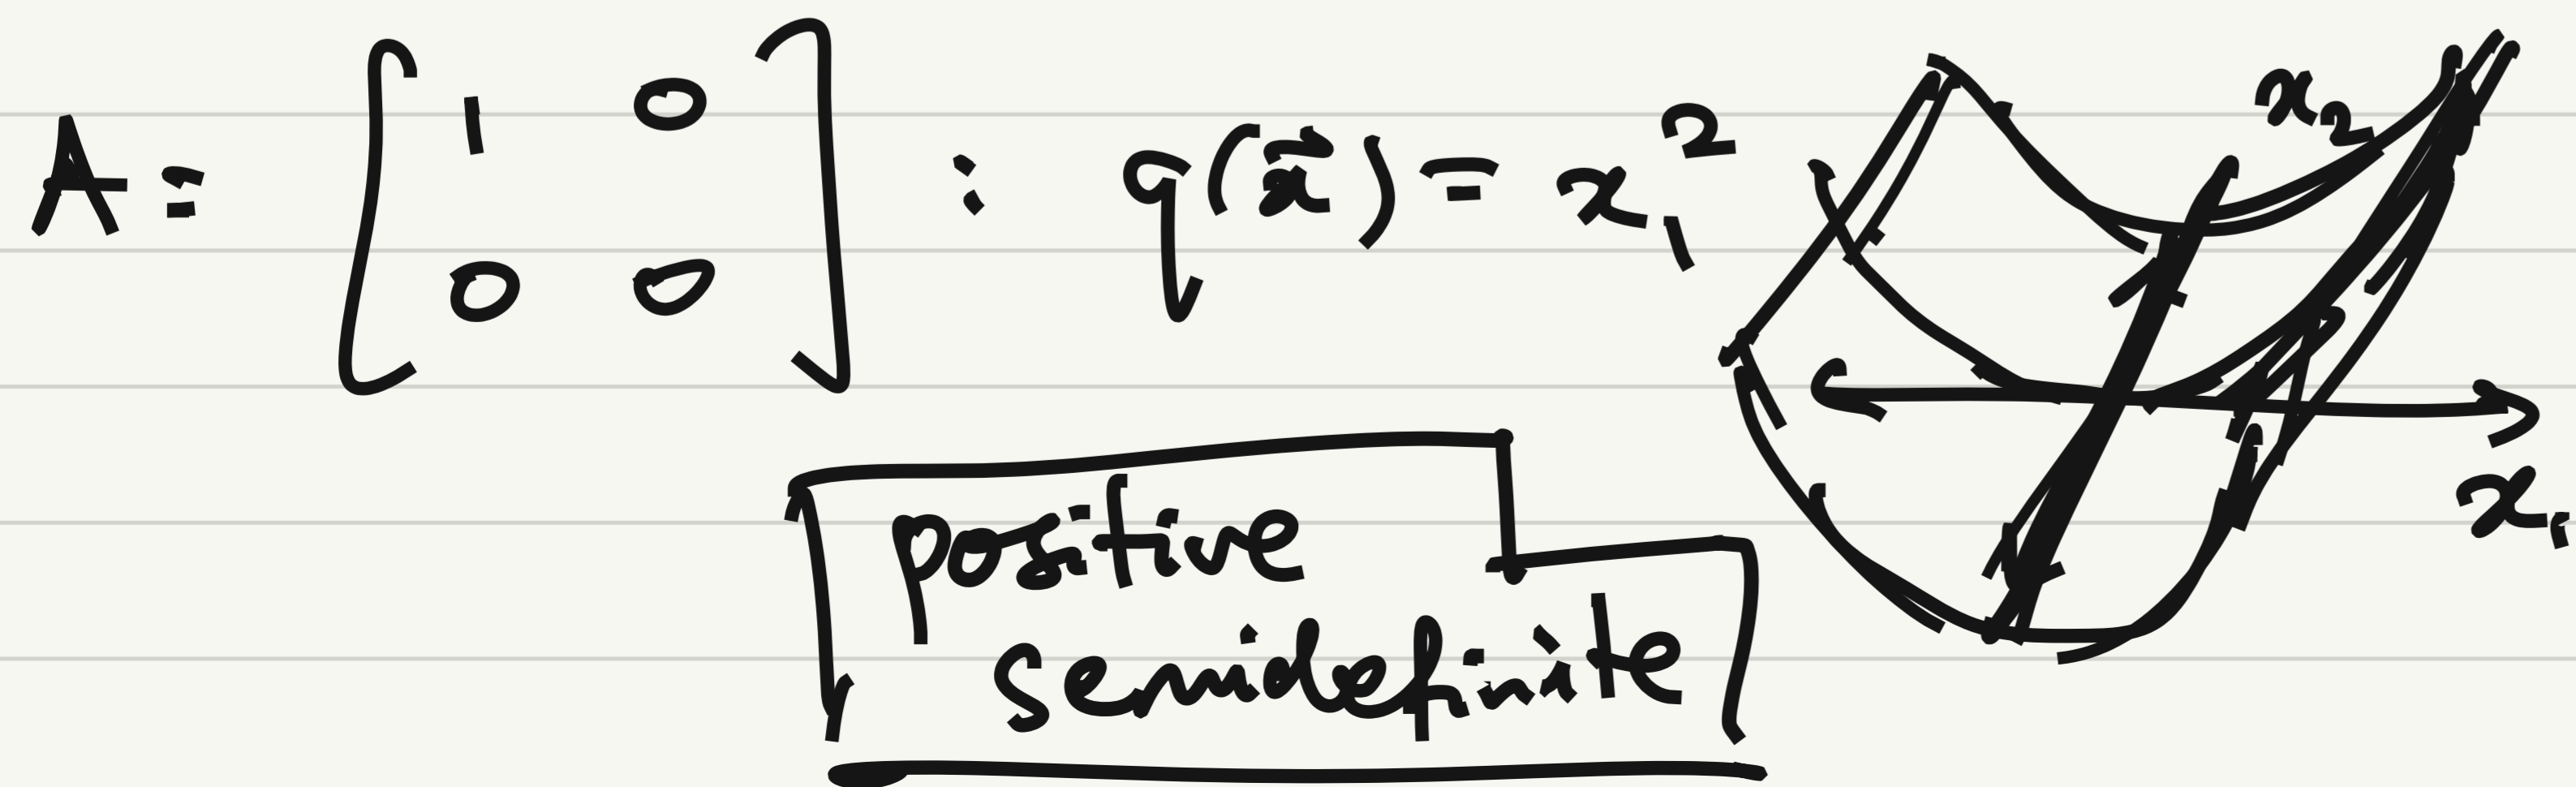 A = [ 1 0
0 0 ] : q(x⃗) = x₁²
x₂
x₁
positive
semidefinite